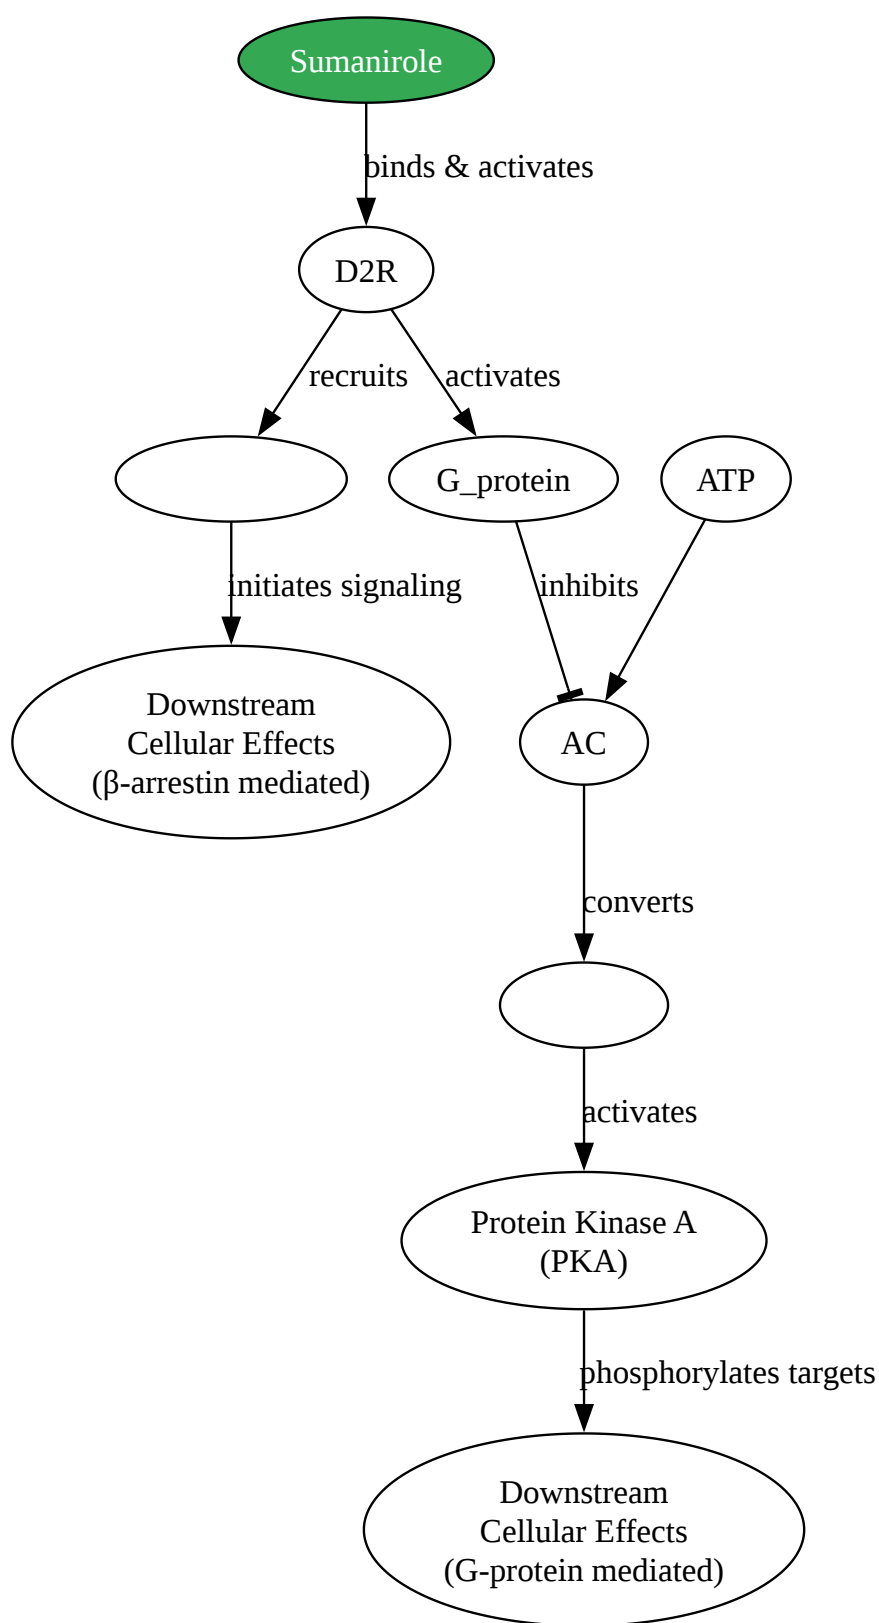 Sumanirole
binds & activates
D2R
recruits
activates
G_protein
ATP
initiates signaling
inhibits
Downstream
Cellular Effects
(β-arrestin mediated)
AC
converts
activates
Protein Kinase A
(PKA)
phosphorylates targets
Downstream
Cellular Effects
(G-protein mediated)